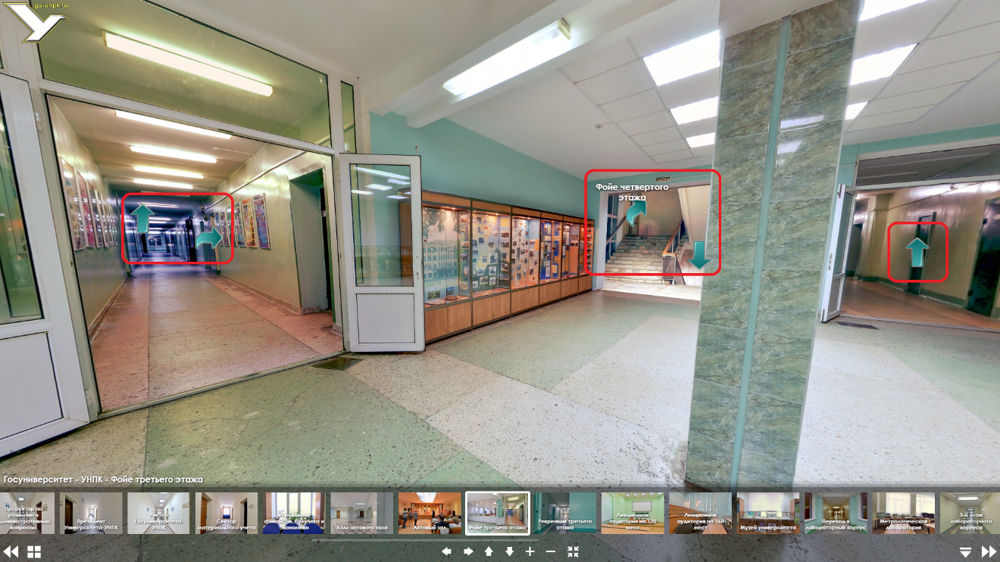 gu-unpk.ru
Фойе четвертого
этажа
Госуниверситет - УНПК - Фойе третьего этажа
Проректор по
развитию и
административным
вопросам
Президент
Университета-УНПК
Ректор
Госуниверситета-
УНПК
Сектор
материального учета
Управление
финансов, бухучета и
экономики
Холл актового зала
Актовый зал
Фойе третьего этажа
Рекреация третьего
этажа
Лекционная
аудитория на 120
мест
Лекционная
аудитория на 160
мест
Музей университета
Переход в
лабораторный корпус
Метрологическая
лаборатория
3-й этаж
лабораторного
корпуса